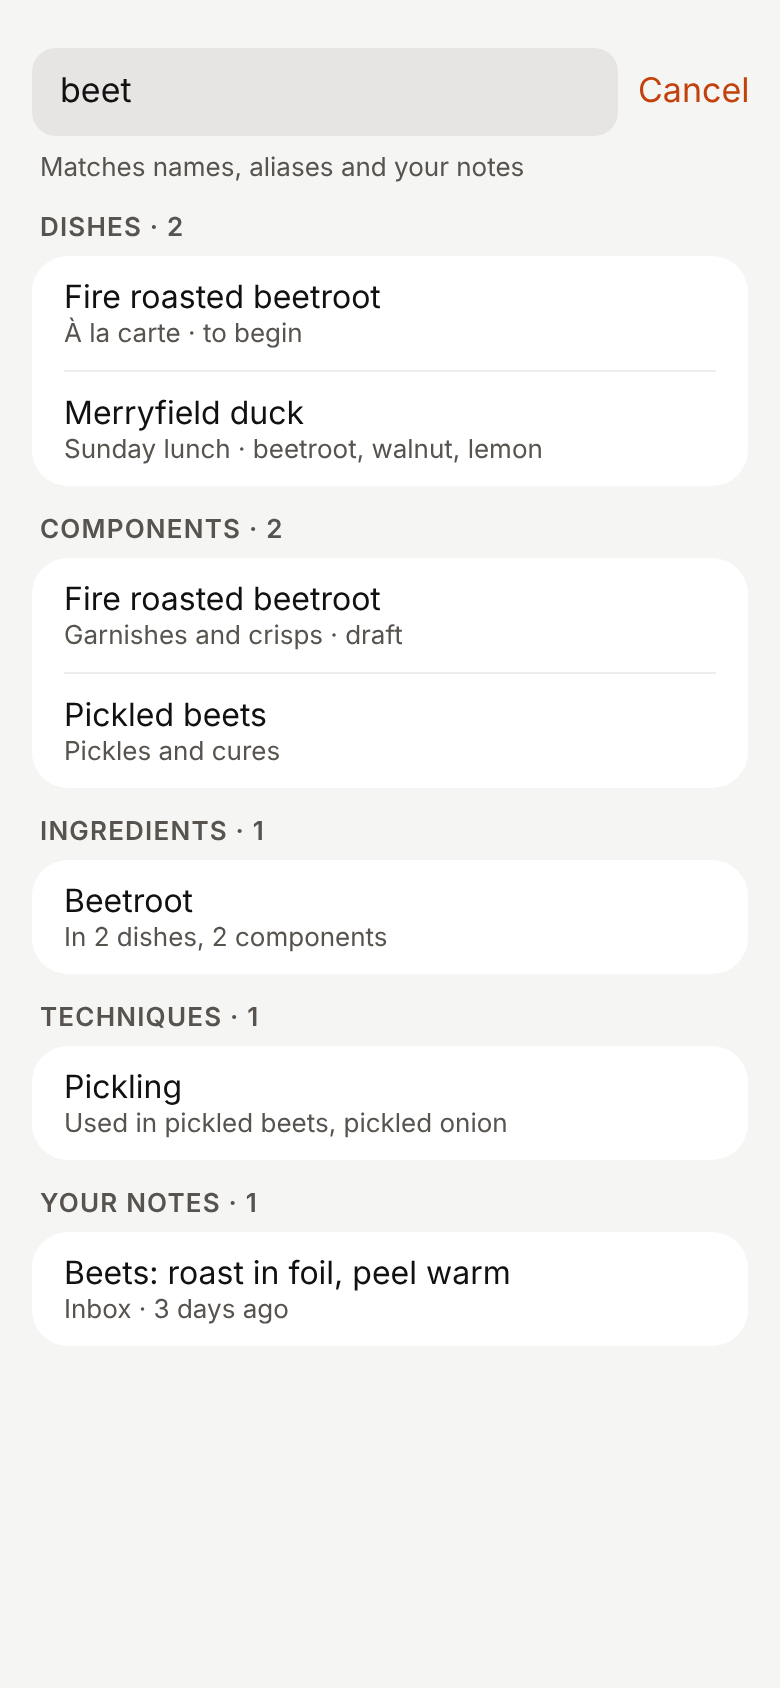 beet
Cancel
Matches names, aliases and your notes
DISHES · 2
Fire roasted beetroot
À la carte · to begin
Merryfield duck
Sunday lunch · beetroot, walnut, lemon
COMPONENTS · 2
Fire roasted beetroot
Garnishes and crisps · draft
Pickled beets
Pickles and cures
INGREDIENTS · 1
Beetroot
In 2 dishes, 2 components
TECHNIQUES · 1
Pickling
Used in pickled beets, pickled onion
YOUR NOTES · 1
Beets: roast in foil, peel warm
Inbox · 3 days ago